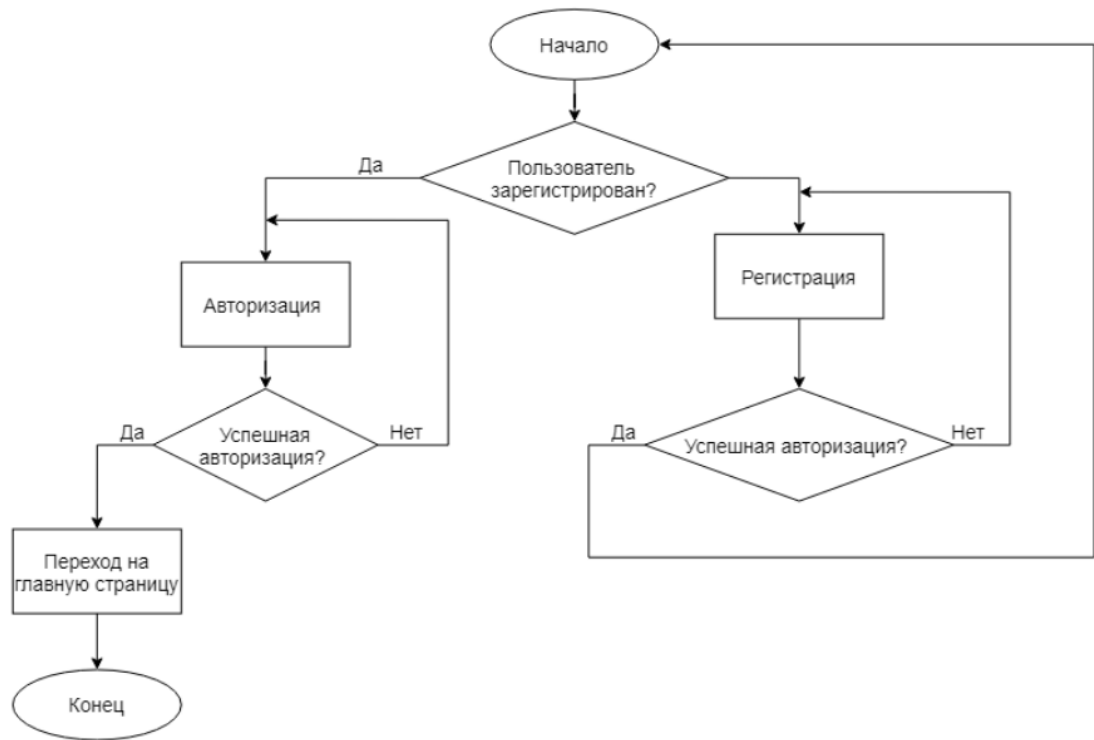 Начало
Да
Пользователь
зарегистрирован?
Авторизация
Регистрация
Да
Успешная
авторизация?
Нет
Да
Успешная авторизация?
Нет
Переход на
главную страницу
Конец